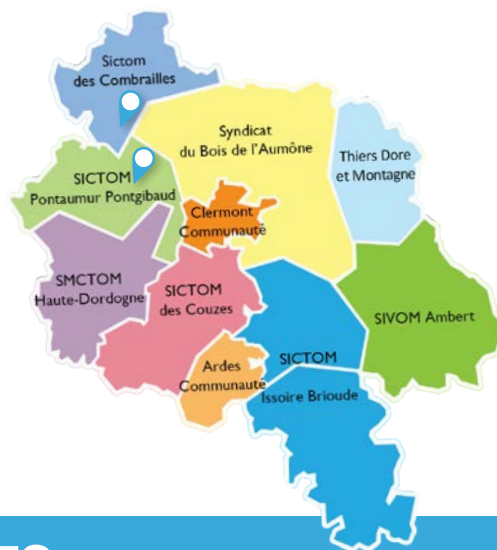 Sictom
des Combrailles
Syndicat
du Bois de l'Aumône
Thiers Dore
et Montagne
SICTOM
Pontaumur Pontgibaud
Clermont
Communauté
SMCTOM
Haute-Dordogne
SICTOM
des Couzes
SIVOM Ambert
SICTOM
Issoire Brioude
Ardes
Communauté